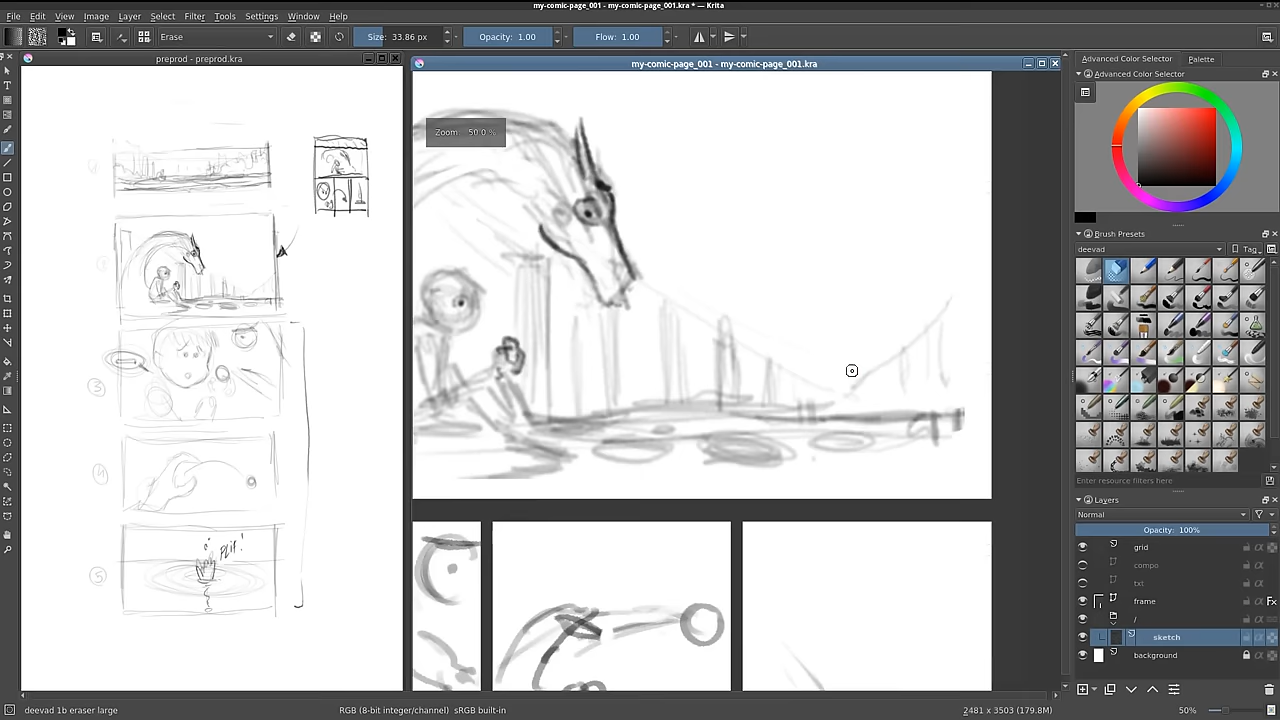 my-comic-page_001 - my-comic-page_001.kra * — Krita
File Edit View Image Layer Select Filter Tools Settings Window Help
Erase Size: 33.86 px Opacity: 1.00 Flow: 1.00
preprod - preprod.kra
my-comic-page_001 - my-comic-page_001.kra
Advanced Color Selector Palette
Advanced Color Selector
Zoom: 50.0 %
Brush Presets
deevad Tag
3
4
5
PLIF!
Enter resource filters here
Layers
Normal
Opacity: 100%
grid
compo
txt
frame
/
sketch
background
deevad 1b eraser large RGB (8-bit integer/channel) sRGB built-in 2481 x 3503 (179.8M) 50%